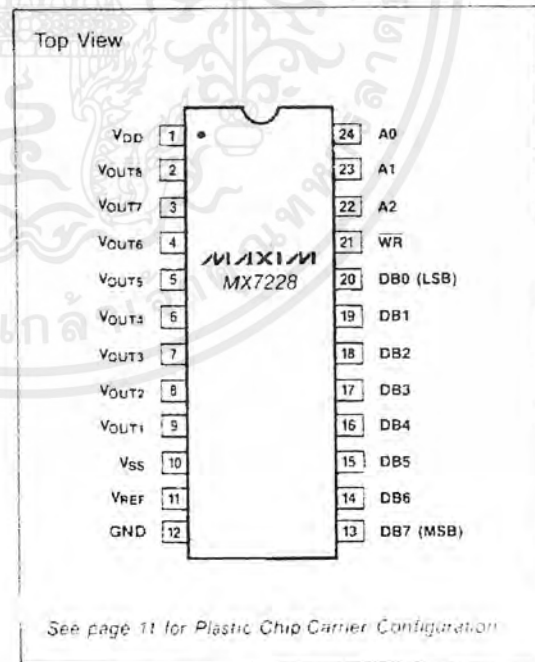 Top View
VDD 1 24 A0
VOUT8 2 23 A1
VOUT7 3 22 A2
VOUT6 4 21 WR
MAXIM
VOUT5 5 MX7228 20 DB0 (LSB)
VOUT4 6 19 DB1
VOUT3 7 18 DB2
VOUT2 8 17 DB3
VOUT1 9 16 DB4
VSS 10 15 DB5
VREF 11 14 DB6
GND 12 13 DB7 (MSB)
See page 11 for Plastic Chip Carrier Configuration